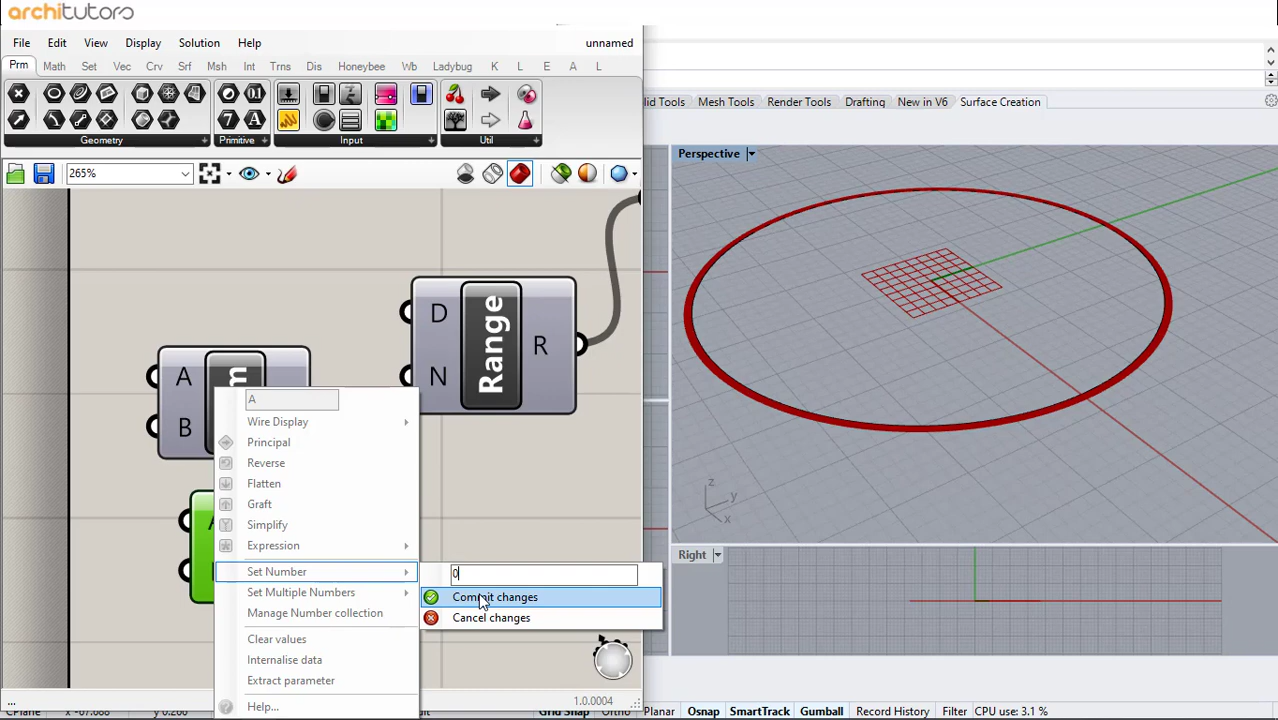 architutors
File Edit View Display Solution Help unnamed
Prm Math Set Vec Crv Srf Msh Int Trns Dis Honeybee Wb Ladybug K L E A L
Geometry Primitive Input Util
265%
lid Tools Mesh Tools Render Tools Drafting New in V6 Surface Creation
Perspective
D
N
Range
R
A
B
m
A
Wire Display
Principal
Reverse
Flatten
Graft
Simplify
Expression
Set Number
Set Multiple Numbers
Manage Number collection
Clear values
Internalise data
Extract parameter
Help...
0
Commit changes
Cancel changes
z
y
x
Right
...
1.0.0004
Grid Snap Ortho Planar Osnap SmartTrack Gumball Record History Filter CPU use: 3.1 %